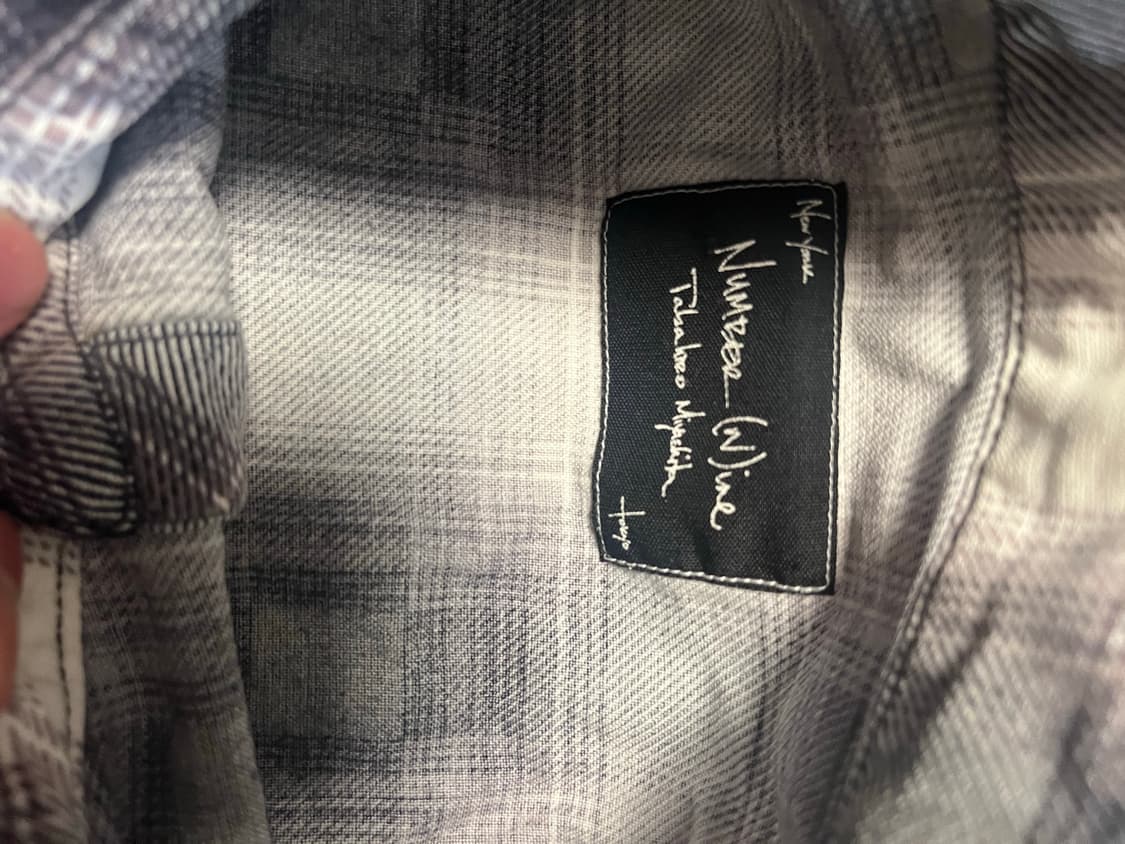 New York
NUMBER (N)ine
Takahiro Miyashita
tokyo